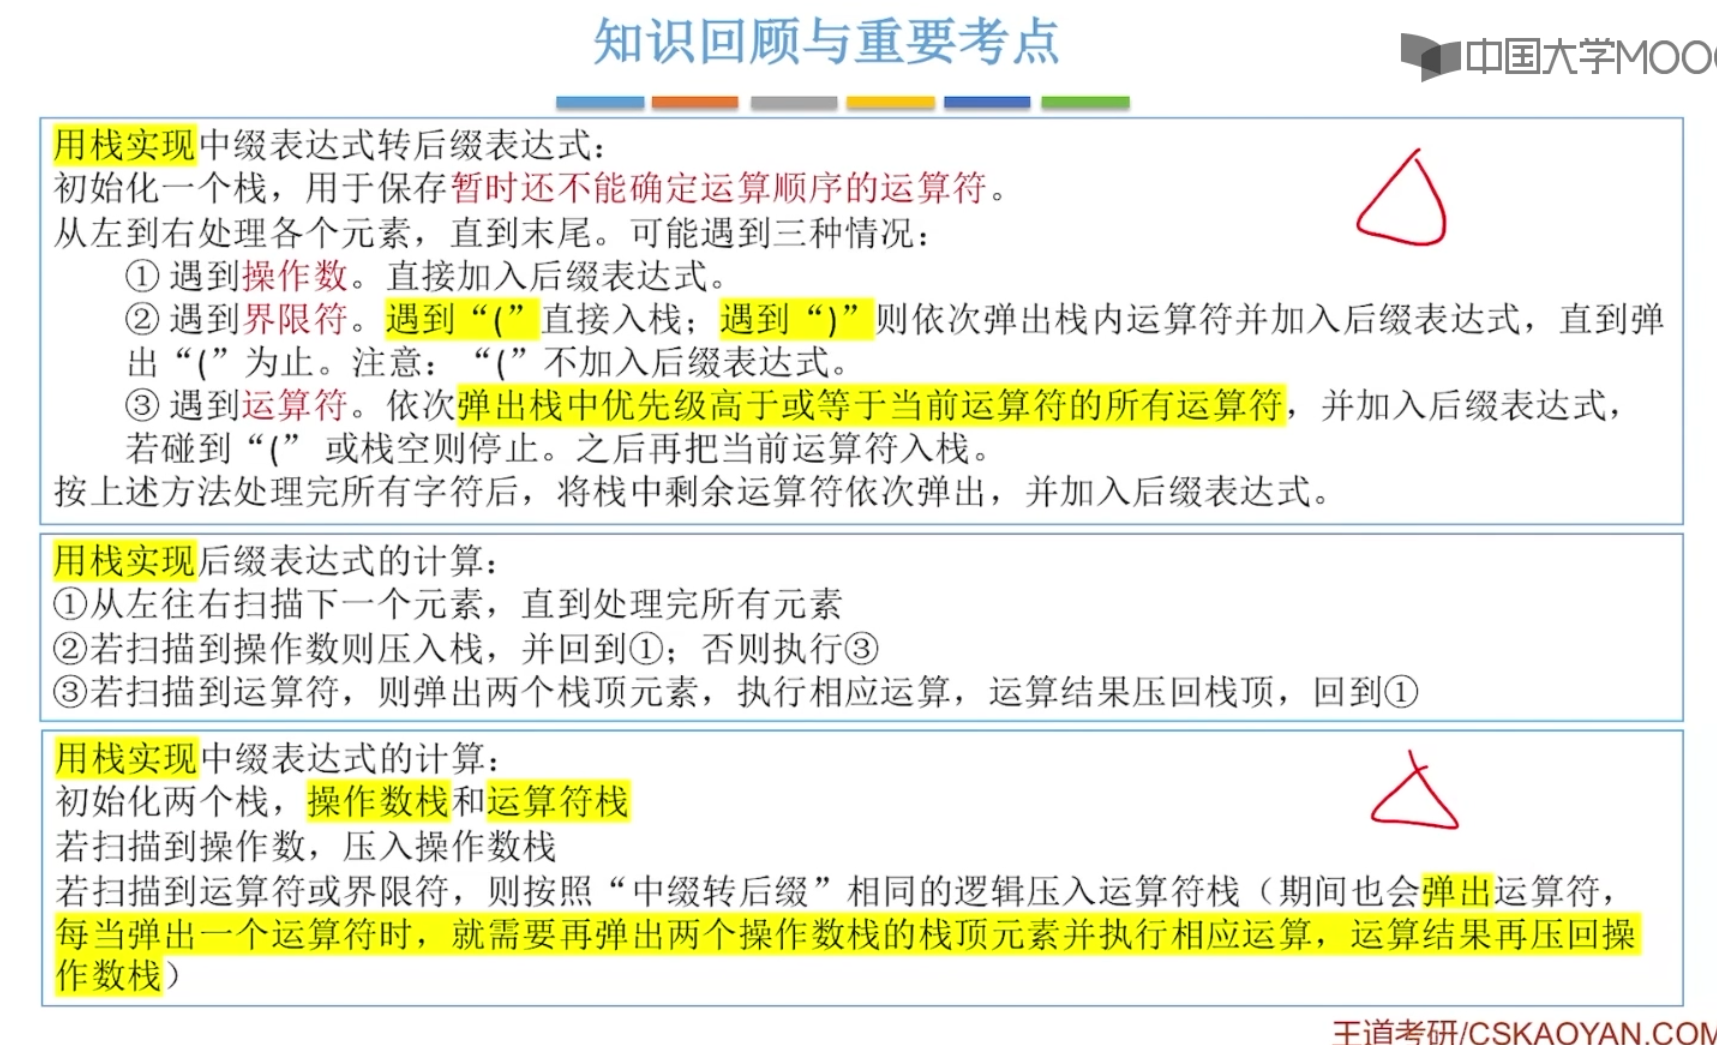 知识回顾与重要考点
中国大学MOO
用栈实现中缀表达式转后缀表达式：
初始化一个栈，用于保存暂时还不能确定运算顺序的运算符。
从左到右处理各个元素，直到末尾。可能遇到三种情况：
① 遇到操作数。直接加入后缀表达式。
② 遇到界限符。遇到“(”直接入栈；遇到“)”则依次弹出栈内运算符并加入后缀表达式，直到弹
出“(”为止。注意：“(”不加入后缀表达式。
③ 遇到运算符。依次弹出栈中优先级高于或等于当前运算符的所有运算符，并加入后缀表达式，
若碰到“(” 或栈空则停止。之后再把当前运算符入栈。
按上述方法处理完所有字符后，将栈中剩余运算符依次弹出，并加入后缀表达式。
用栈实现后缀表达式的计算：
①从左往右扫描下一个元素，直到处理完所有元素
②若扫描到操作数则压入栈，并回到①；否则执行③
③若扫描到运算符，则弹出两个栈顶元素，执行相应运算，运算结果压回栈顶，回到①
用栈实现中缀表达式的计算：
初始化两个栈，操作数栈和运算符栈
若扫描到操作数，压入操作数栈
若扫描到运算符或界限符，则按照“中缀转后缀”相同的逻辑压入运算符栈（期间也会弹出运算符，
每当弹出一个运算符时，就需要再弹出两个操作数栈的栈顶元素并执行相应运算，运算结果再压回操
作数栈）
王道考研/CSKAOYAN.COM